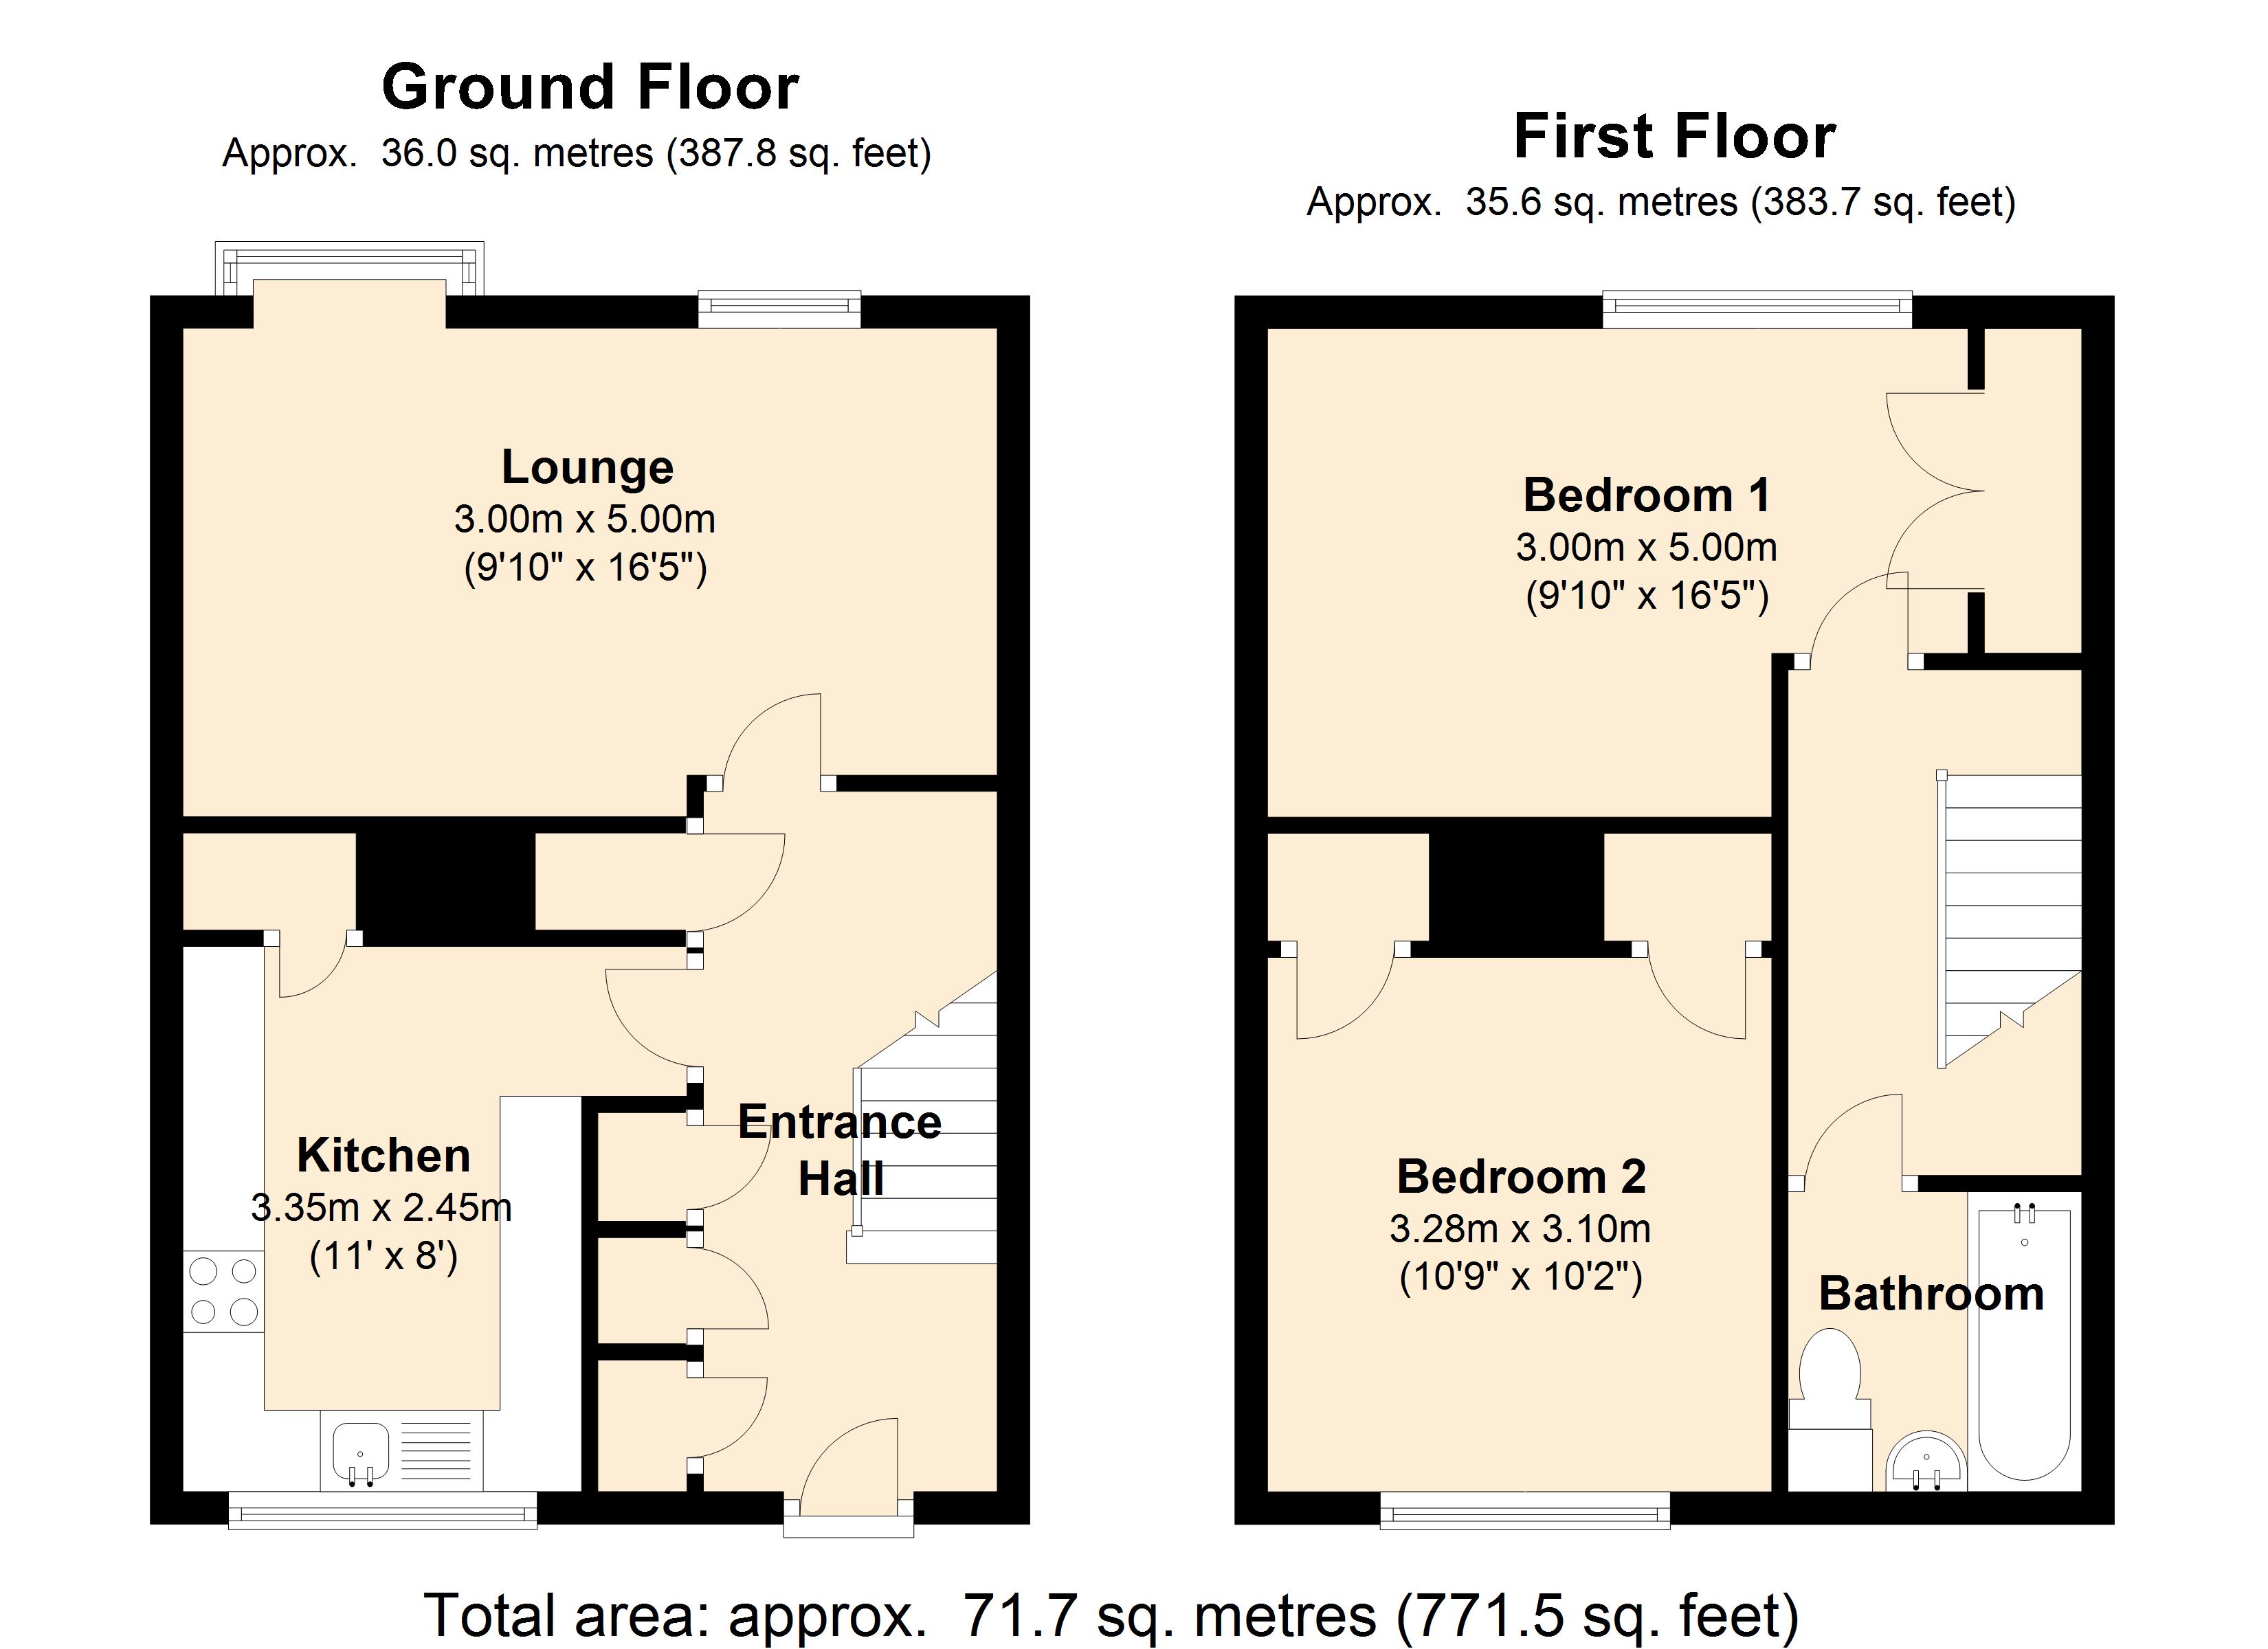 Ground Floor
Approx. 36.0 sq. metres (387.8 sq. feet)
Lounge
3.00m x 5.00m
(9'10" x 16'5")
Kitchen
3.35m x 2.45m
(11' x 8')
Entrance
Hall
First Floor
Approx. 35.6 sq. metres (383.7 sq. feet)
Bedroom 1
3.00m x 5.00m
(9'10" x 16'5")
Bedroom 2
3.28m x 3.10m
(10'9" x 10'2")
Bathroom
Total area: approx. 71.7 sq. metres (771.5 sq. feet)